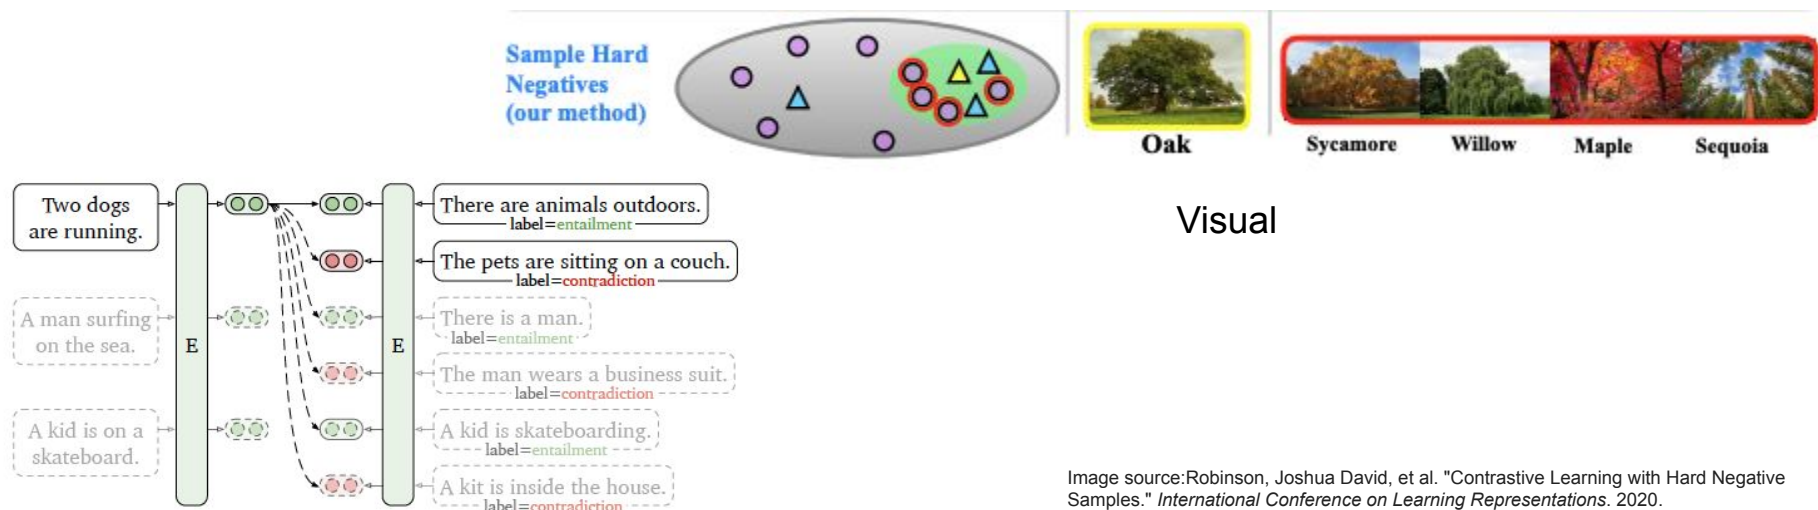 Sample Hard
Negatives
(our method)
Oak
Sycamore
Willow
Maple
Sequoia
Visual
Two dogs
are running.
A man surfing
on the sea.
A kid is on a
skateboard.
E
E
There are animals outdoors.
label=entailment
The pets are sitting on a couch.
label=contradiction
There is a man.
label=entailment
The man wears a business suit.
label=contradiction
A kid is skateboarding.
label=entailment
A kit is inside the house.
label=contradiction
Image source:Robinson, Joshua David, et al. "Contrastive Learning with Hard Negative
Samples." International Conference on Learning Representations. 2020.